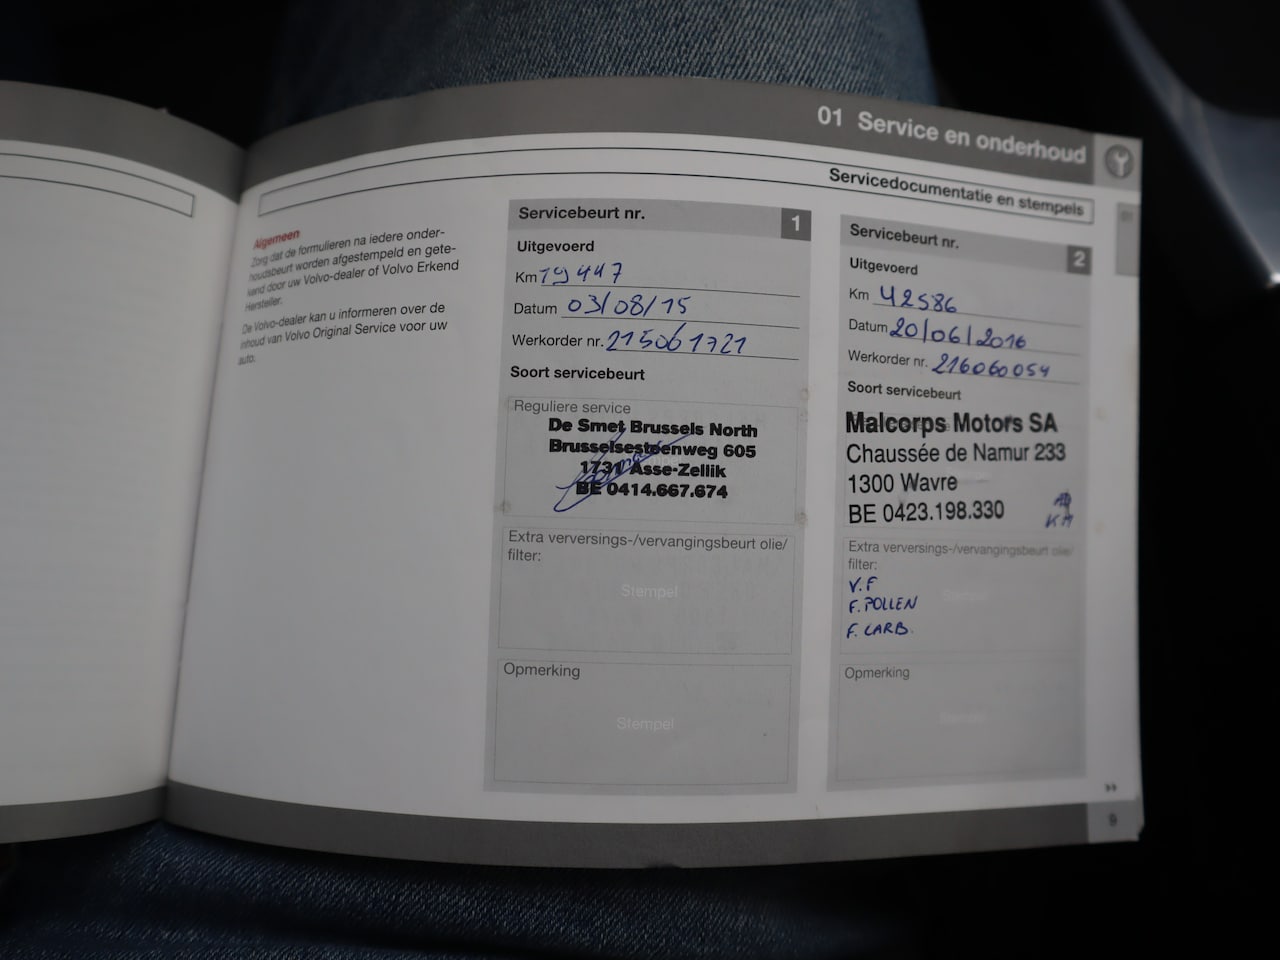 01 Service en onderhoud
Servicedocumentatie en stempels
01
Algemeen
Zorg dat de formulieren na iedere onder-
houdsbeurt worden afgestempeld en gete-
kend door uw Volvo-dealer of Volvo Erkend
Hersteller.
De Volvo-dealer kan u informeren over de
inhoud van Volvo Original Service voor uw
auto.
Servicebeurt nr. 1
Uitgevoerd
Km 19447
Datum 03/08/15
Werkorder nr. 215061721
Soort servicebeurt
Reguliere service
De Smet Brussels North
Brusselsesteenweg 605
1731 Asse-Zellik
BE 0414.667.674
Extra verversings-/vervangingsbeurt olie/
filter:
Stempel
Opmerking
Stempel
Servicebeurt nr. 2
Uitgevoerd
Km 42586
Datum 20/06/2016
Werkorder nr. 216060054
Soort servicebeurt
Malcorps Motors SA
Chaussée de Namur 233
1300 Wavre
BE 0423.198.330
KM
Extra verversings-/vervangingsbeurt olie/
filter:
Stempel
V.F
F. POLLEN
F. CARB.
Opmerking
Stempel
9